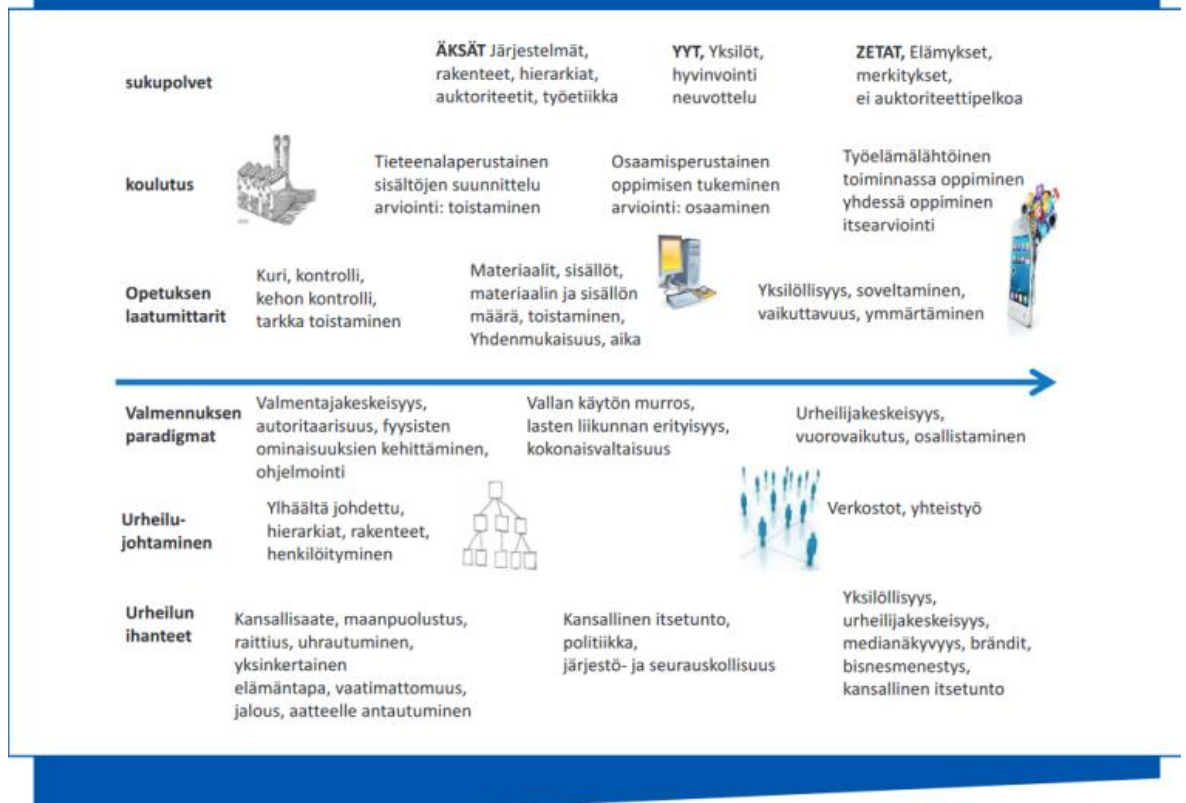 sukupolvet
ÄKSÄT Järjestelmät,
rakenteet, hierarkiat,
auktoriteetit, työetiikka
YYT, Yksilöt,
hyvinvointi
neuvottelu
ZETAT, Elämykset,
merkitykset,
ei auktoriteettipelkoa
koulutus
Tieteenalaperustainen
sisältöjen suunnittelu
arviointi: toistaminen
Osaamisperustainen
oppimisen tukeminen
arviointi: osaaminen
Työelämälähtöinen
toiminnassa oppiminen
yhdessä oppiminen
itsearviointi
Opetuksen
laatumittarit
Kuri, kontrolli,
kehon kontrolli,
tarkka toistaminen
Materiaalit, sisällöt,
materiaalin ja sisällön
määrä, toistaminen,
Yhdenmukaisuus, aika
Yksilöllisyys, soveltaminen,
vaikuttavuus, ymmärtäminen
Valmennuksen
paradigmat
Valmentajakeskeisyys,
autoritaarisuus, fyysisten
ominaisuuksien kehittäminen,
ohjelmointi
Vallan käytön murros,
lasten liikunnan erityisyys,
kokonaisvaltaisuus
Urheilijakeskeisyys,
vuorovaikutus, osallistaminen
Urheilu-
johtaminen
Ylhäältä johdettu,
hierarkiat, rakenteet,
henkilöityminen
Verkostot, yhteistyö
Urheilun
ihanteet
Kansallisaate, maanpuolustus,
raittius, uhrautuminen,
yksinkertainen
elämäntapa, vaatimattomuus,
jalous, aatteelle antautuminen
Kansallinen itsetunto,
politiikka,
järjestö- ja seurauskollisuus
Yksilöllisyys,
urheilijakeskeisyys,
medianäkyvyys, brändit,
bisnesmenestys,
kansallinen itsetunto